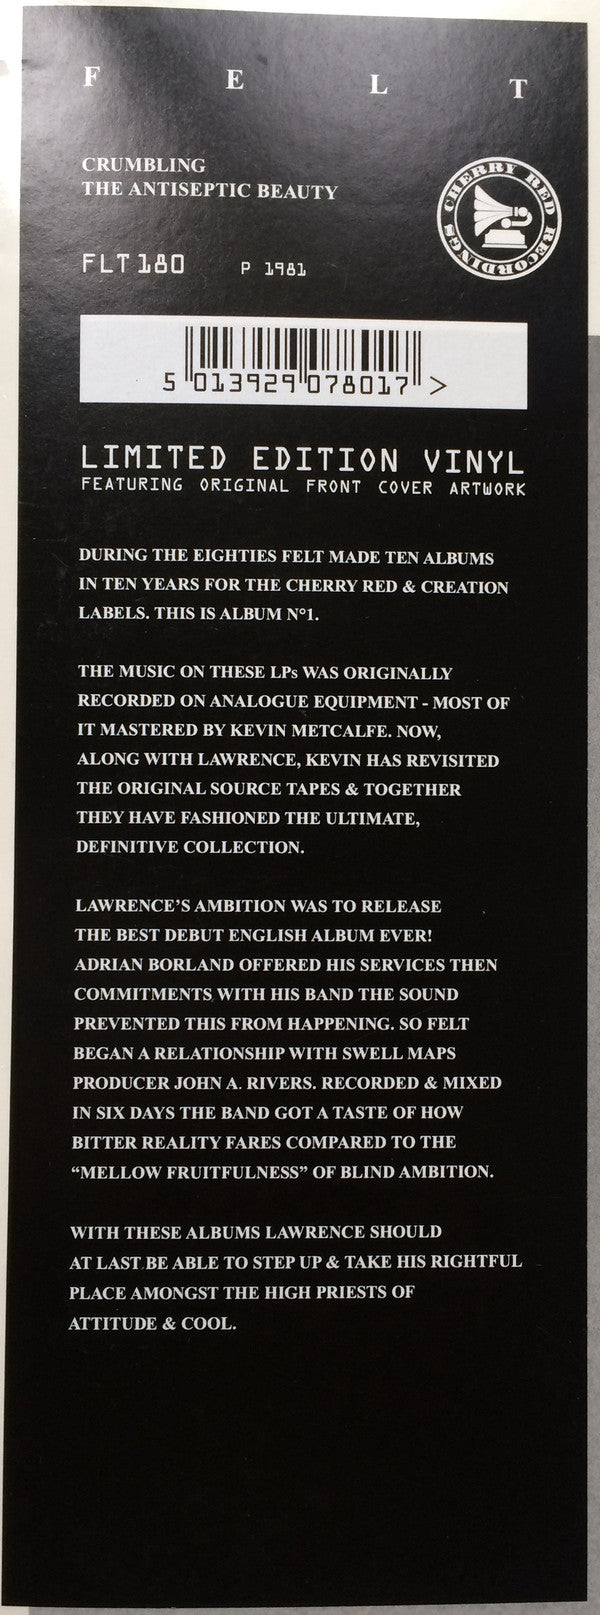 F E L T
CRUMBLING
THE ANTISEPTIC BEAUTY
CHERRY RED RECORDINGS
FLT180 P 1981
5 013929 078017 >
LIMITED EDITION VINYL
FEATURING ORIGINAL FRONT COVER ARTWORK
DURING THE EIGHTIES FELT MADE TEN ALBUMS
IN TEN YEARS FOR THE CHERRY RED & CREATION
LABELS. THIS IS ALBUM N°1.
THE MUSIC ON THESE LPs WAS ORIGINALLY
RECORDED ON ANALOGUE EQUIPMENT - MOST OF
IT MASTERED BY KEVIN METCALFE. NOW,
ALONG WITH LAWRENCE, KEVIN HAS REVISITED
THE ORIGINAL SOURCE TAPES & TOGETHER
THEY HAVE FASHIONED THE ULTIMATE,
DEFINITIVE COLLECTION.
LAWRENCE'S AMBITION WAS TO RELEASE
THE BEST DEBUT ENGLISH ALBUM EVER!
ADRIAN BORLAND OFFERED HIS SERVICES THEN
COMMITMENTS WITH HIS BAND THE SOUND
PREVENTED THIS FROM HAPPENING. SO FELT
BEGAN A RELATIONSHIP WITH SWELL MAPS
PRODUCER JOHN A. RIVERS. RECORDED & MIXED
IN SIX DAYS THE BAND GOT A TASTE OF HOW
BITTER REALITY FARES COMPARED TO THE
“MELLOW FRUITFULNESS” OF BLIND AMBITION.
WITH THESE ALBUMS LAWRENCE SHOULD
AT LAST BE ABLE TO STEP UP & TAKE HIS RIGHTFUL
PLACE AMONGST THE HIGH PRIESTS OF
ATTITUDE & COOL.